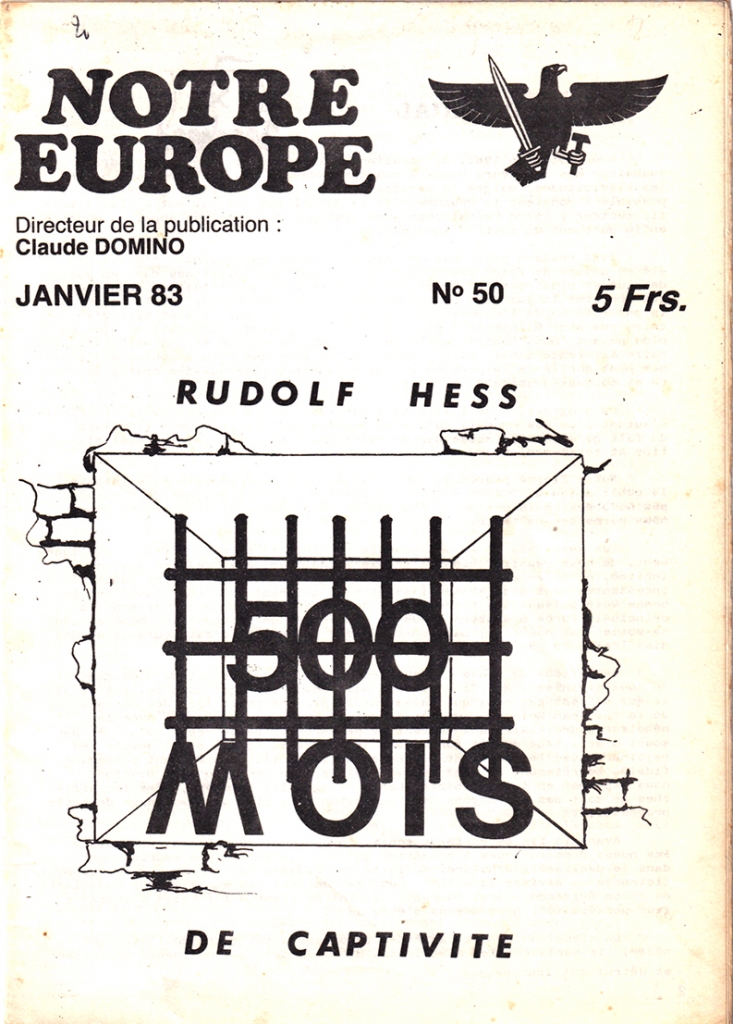 NOTRE
EUROPE
Directeur de la publication :
Claude DOMINO
JANVIER 83
Nº 50
5 Frs.
RUDOLF HESS
500
MOIS
DE CAPTIVITE